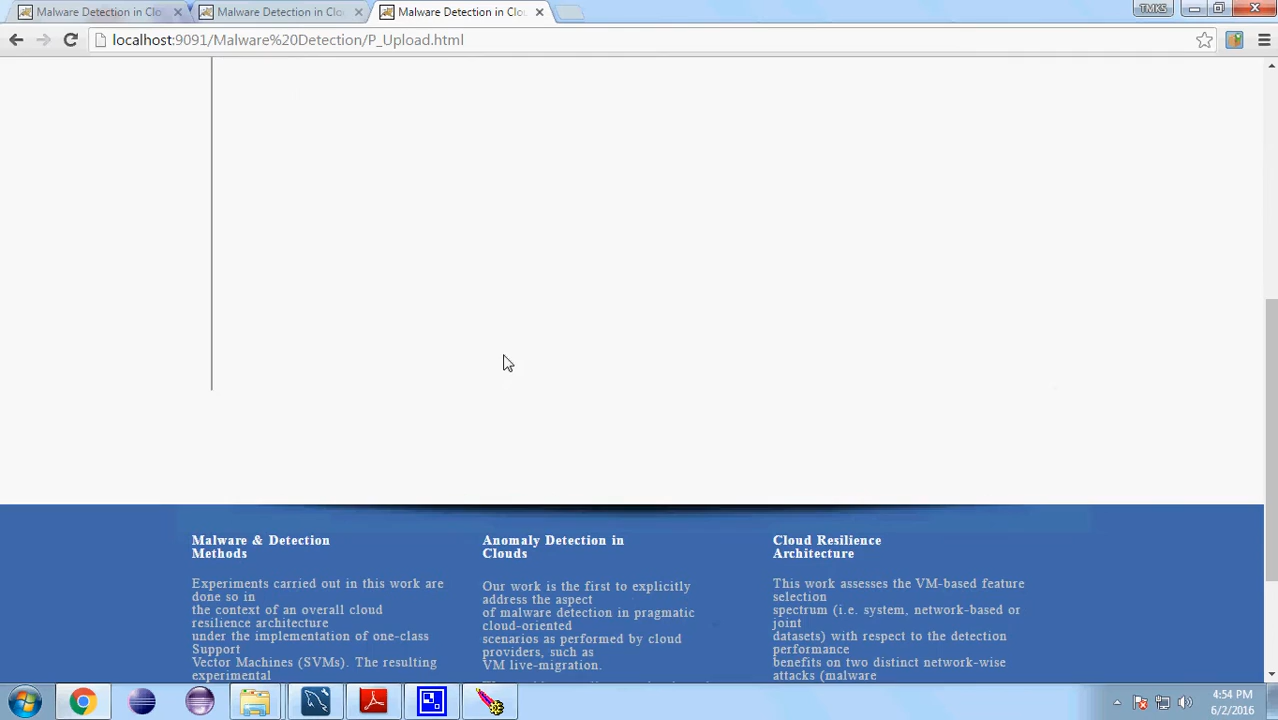 Malware Detection in Clo
Malware Detection in Clo
Malware Detection in Clo
TMKS
localhost:9091/Malware%20Detection/P_Upload.html
Malware & Detection
Methods
Experiments carried out in this work are
done so in
the context of an overall cloud
resilience architecture
under the implementation of one-class
Support
Vector Machines (SVMs). The resulting
experimental
Anomaly Detection in
Clouds
Our work is the first to explicitly
address the aspect
of malware detection in pragmatic
cloud-oriented
scenarios as performed by cloud
providers, such as
VM live-migration.
Cloud Resilience
Architecture
This work assesses the VM-based feature
selection
spectrum (i.e. system, network-based or
joint
datasets) with respect to the detection
performance
benefits on two distinct network-wise
attacks (malware
4:54 PM
6/2/2016